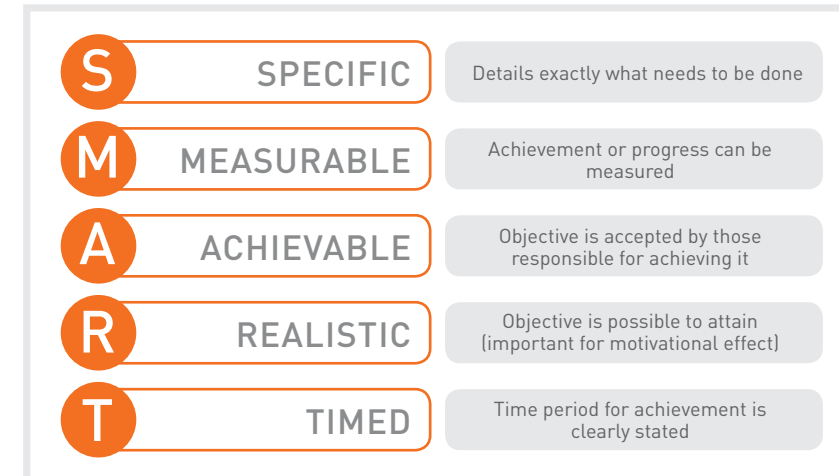 S SPECIFIC Details exactly what needs to be done
M MEASURABLE Achievement or progress can be
measured
A ACHIEVABLE Objective is accepted by those
responsible for achieving it
R REALISTIC Objective is possible to attain
(important for motivational effect)
T TIMED Time period for achievement is
clearly stated